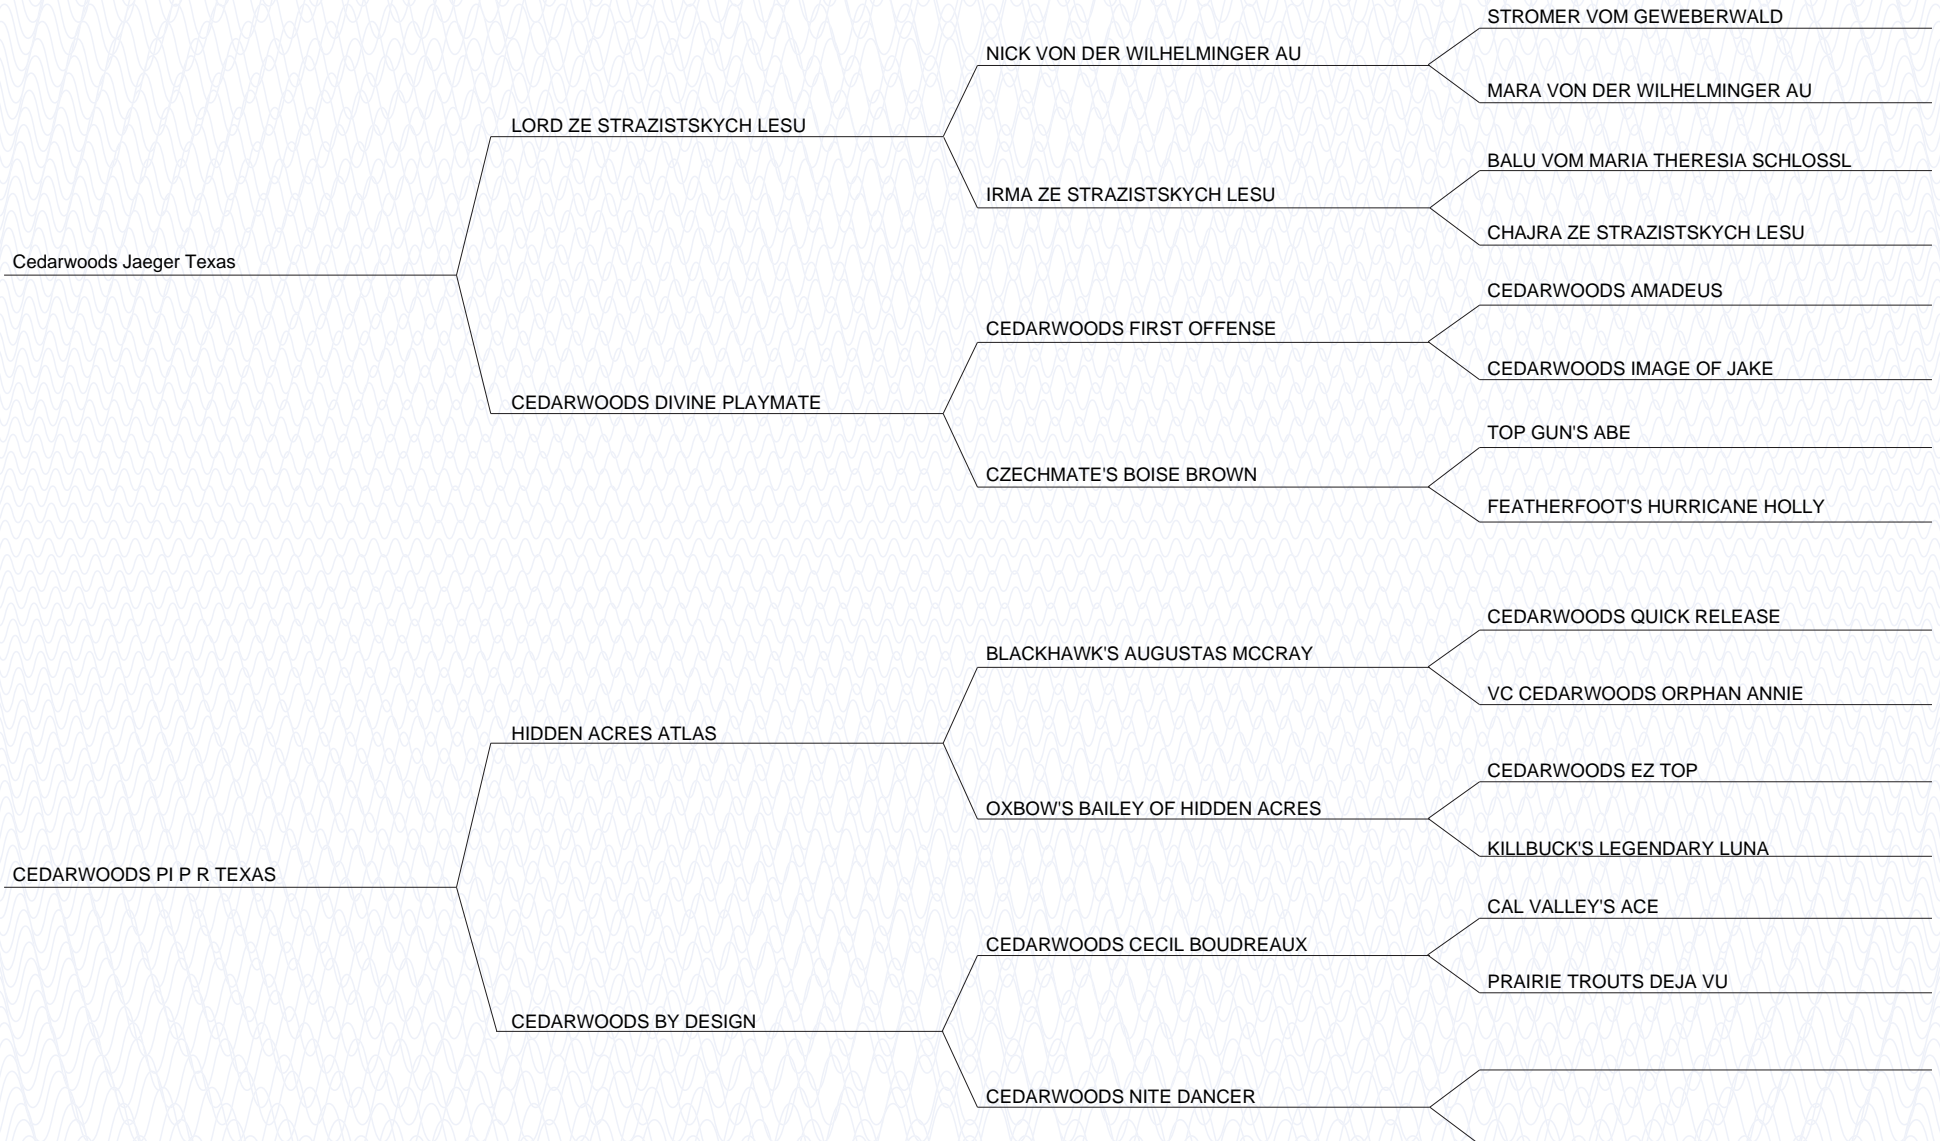 STROMER VOM GEWEBERWALD
NICK VON DER WILHELMINGER AU
MARA VON DER WILHELMINGER AU
LORD ZE STRAZISTSKYCH LESU
BALU VOM MARIA THERESIA SCHLOSSL
IRMA ZE STRAZISTSKYCH LESU
CHAJRA ZE STRAZISTSKYCH LESU
Cedarwoods Jaeger Texas
CEDARWOODS AMADEUS
CEDARWOODS FIRST OFFENSE
CEDARWOODS IMAGE OF JAKE
CEDARWOODS DIVINE PLAYMATE
TOP GUN'S ABE
CZECHMATE'S BOISE BROWN
FEATHERFOOT'S HURRICANE HOLLY
CEDARWOODS QUICK RELEASE
BLACKHAWK'S AUGUSTAS MCCRAY
VC CEDARWOODS ORPHAN ANNIE
HIDDEN ACRES ATLAS
CEDARWOODS EZ TOP
OXBOW'S BAILEY OF HIDDEN ACRES
KILLBUCK'S LEGENDARY LUNA
CEDARWOODS PI P R TEXAS
CAL VALLEY'S ACE
CEDARWOODS CECIL BOUDREAUX
PRAIRIE TROUTS DEJA VU
CEDARWOODS BY DESIGN
CEDARWOODS NITE DANCER